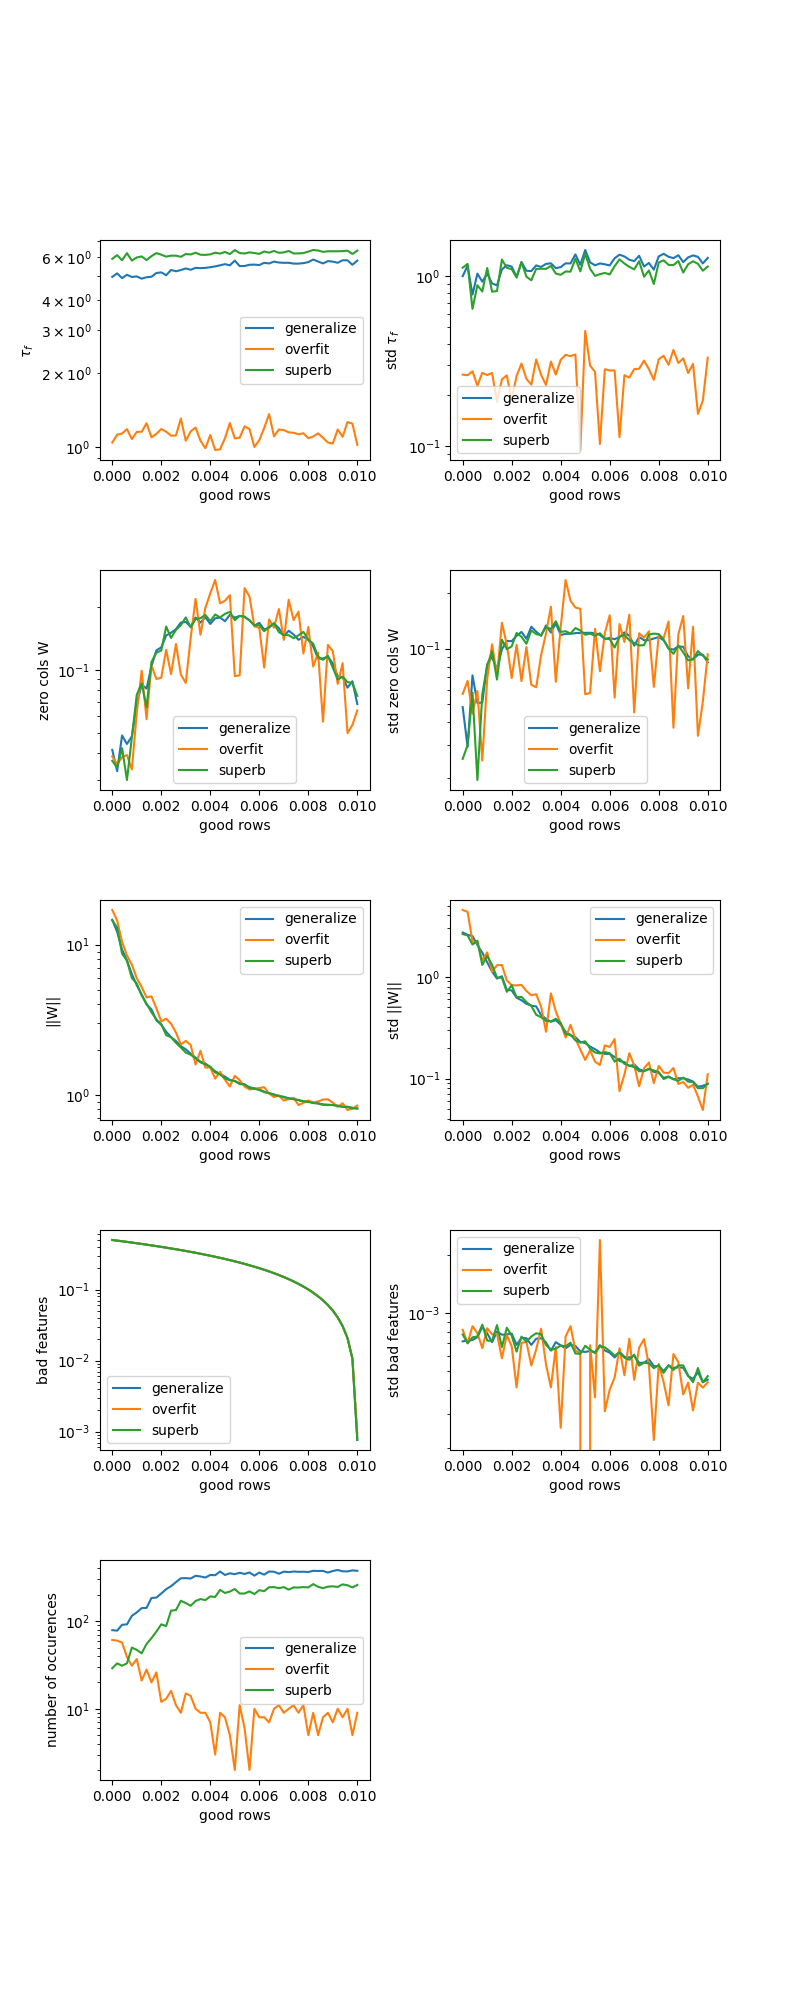 6 × 10⁰
4 × 10⁰
3 × 10⁰
2 × 10⁰
10⁰
τf
generalize
overfit
superb
0.000 0.002 0.004 0.006 0.008 0.010
good rows
10⁰
10⁻¹
std τf
generalize
overfit
superb
0.000 0.002 0.004 0.006 0.008 0.010
good rows
10⁻¹
zero cols W
generalize
overfit
superb
0.000 0.002 0.004 0.006 0.008 0.010
good rows
10⁻¹
std zero cols W
generalize
overfit
superb
0.000 0.002 0.004 0.006 0.008 0.010
good rows
10¹
10⁰
||W||
generalize
overfit
superb
0.000 0.002 0.004 0.006 0.008 0.010
good rows
10⁰
10⁻¹
std ||W||
generalize
overfit
superb
0.000 0.002 0.004 0.006 0.008 0.010
good rows
10⁻¹
10⁻²
10⁻³
bad features
generalize
overfit
superb
0.000 0.002 0.004 0.006 0.008 0.010
good rows
10⁻³
std bad features
generalize
overfit
superb
0.000 0.002 0.004 0.006 0.008 0.010
good rows
10²
10¹
number of occurences
generalize
overfit
superb
0.000 0.002 0.004 0.006 0.008 0.010
good rows